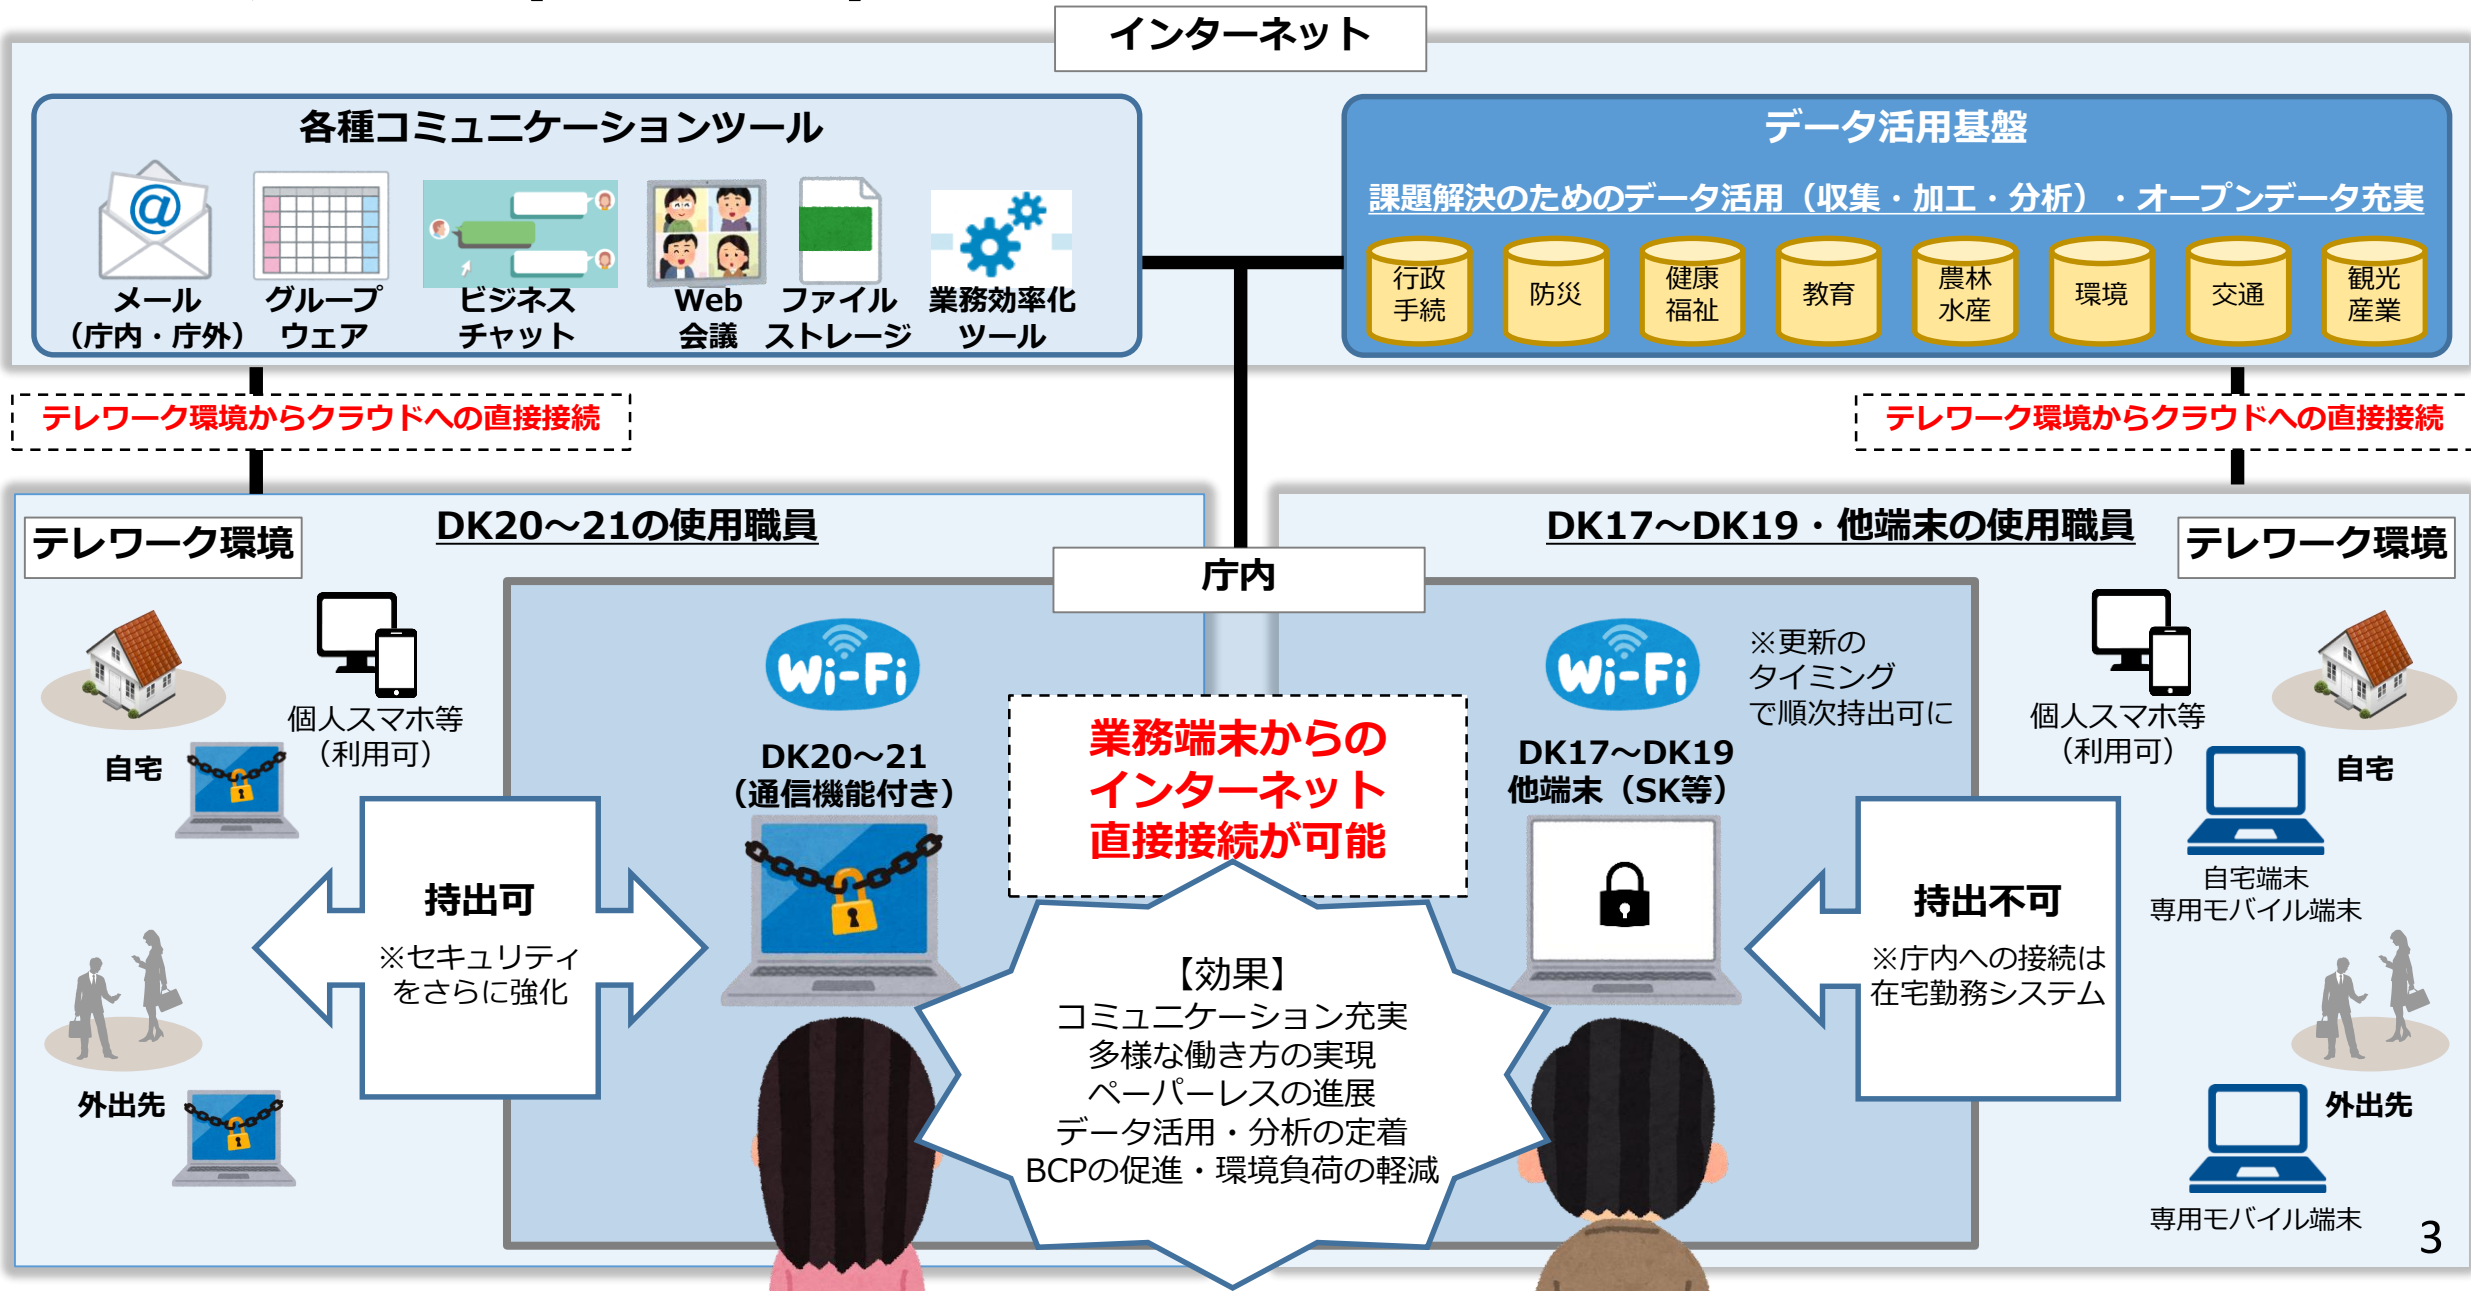 インターネット
各種コミュニケーションツール
メール
（庁内・庁外）
グループ
ウェア
ビジネス
チャット
Web
会議
ファイル
ストレージ
業務効率化
ツール
データ活用基盤
課題解決のためのデータ活用（収集・加工・分析）・オープンデータ充実
行政
手続
防災
健康
福祉
教育
農林
水産
環境
交通
観光
産業
テレワーク環境からクラウドへの直接接続
テレワーク環境からクラウドへの直接接続
テレワーク環境
DK20～21の使用職員
DK17～DK19・他端末の使用職員
テレワーク環境
庁内
個人スマホ等
（利用可）
自宅
外出先
持出可
※セキュリティ
をさらに強化
Wi-Fi
DK20～21
（通信機能付き）
業務端末からの
インターネット
直接接続が可能
【効果】
コミュニケーション充実
多様な働き方の実現
ペーパーレスの進展
データ活用・分析の定着
BCPの促進・環境負荷の軽減
Wi-Fi
※更新の
タイミング
で順次持出可に
DK17～DK19
他端末（SK等）
持出不可
※庁内への接続は
在宅勤務システム
個人スマホ等
（利用可）
自宅
自宅端末
専用モバイル端末
外出先
専用モバイル端末
3